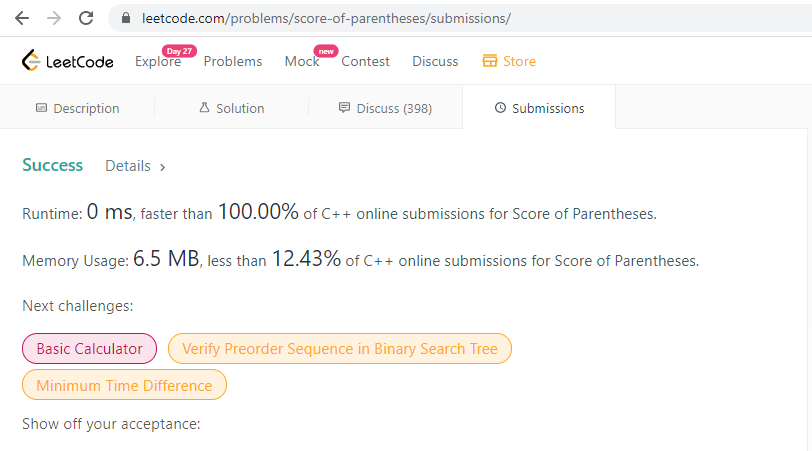 leetcode.com/problems/score-of-parentheses/submissions/
LeetCode Explore Day 27 Problems Mock new Contest Discuss Store
Description Solution Discuss (398) Submissions
Success Details >
Runtime: 0 ms, faster than 100.00% of C++ online submissions for Score of Parentheses.
Memory Usage: 6.5 MB, less than 12.43% of C++ online submissions for Score of Parentheses.
Next challenges:
Basic Calculator Verify Preorder Sequence in Binary Search Tree
Minimum Time Difference
Show off your acceptance: